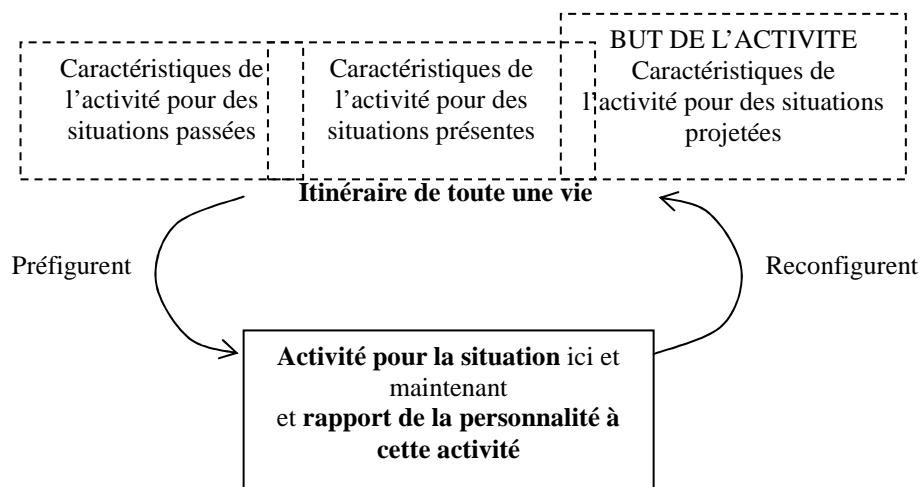 Caractéristiques de
l'activité pour des
situations passées
Caractéristiques de
l'activité pour des
situations présentes
BUT DE L'ACTIVITE
Caractéristiques de
l'activité pour des situations
projetées
Itinéraire de toute une vie
Préfigurent
Reconfigurent
Activité pour la situation ici et
maintenant
et rapport de la personnalité à
cette activité